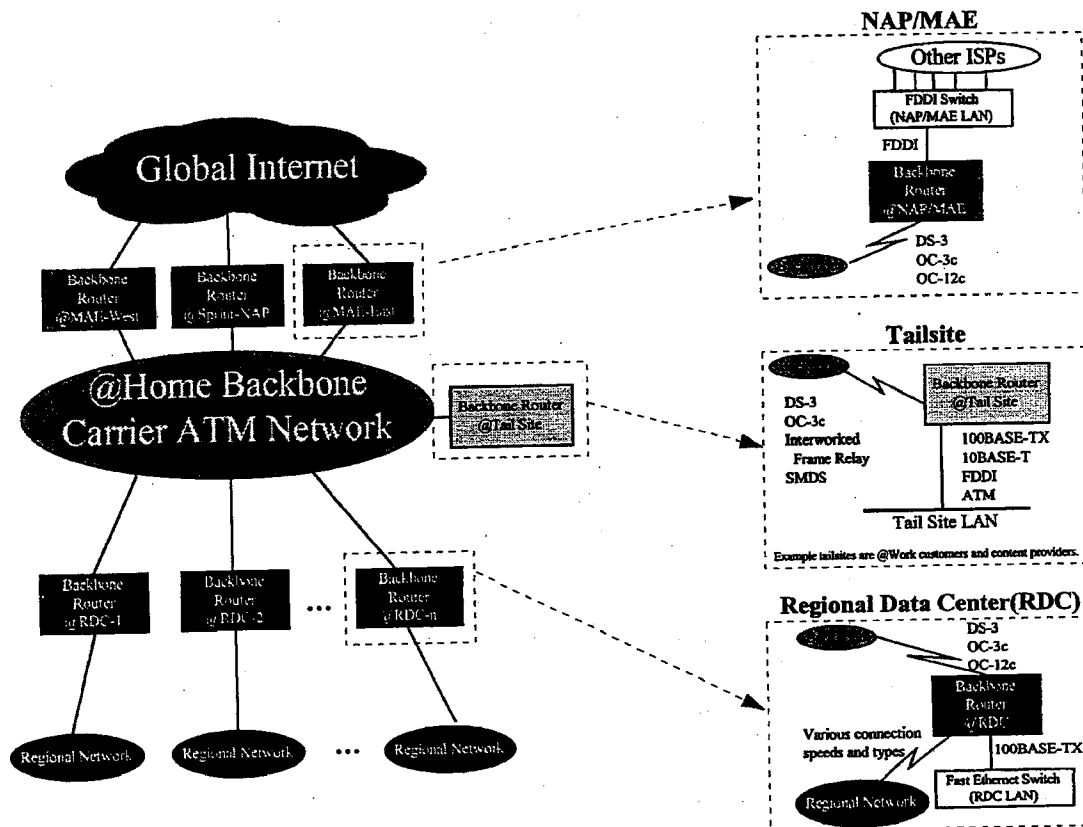 Global Internet
Backbone
Router
@MAE-West
Backbone
Router
@Sprint-NAP
Backbone
Router
@MAE-East
@Home Backbone
Carrier ATM Network
Backbone Router
@Tail Site
Backbone
Router
@RDC-1
Backbone
Router
@RDC-2
...
Backbone
Router
@RDC-n
Regional Network
Regional Network
...
Regional Network
NAP/MAE
Other ISPs
FDDI Switch
(NAP/MAE LAN)
FDDI
Backbone
Router
@NAP/MAE
DS-3
OC-3c
OC-12c
Tailsite
Backbone Router
@Tail Site
DS-3
OC-3c
Interworked
Frame Relay
SMDS
100BASE-TX
10BASE-T
FDDI
ATM
Tail Site LAN
Example tailsites are @Work customers and content providers.
Regional Data Center(RDC)
DS-3
OC-3c
OC-12c
Backbone
Router
@RDC
Various connection
speeds and types
100BASE-TX
Fast Ethernet Switch
(RDC LAN)
Regional Network